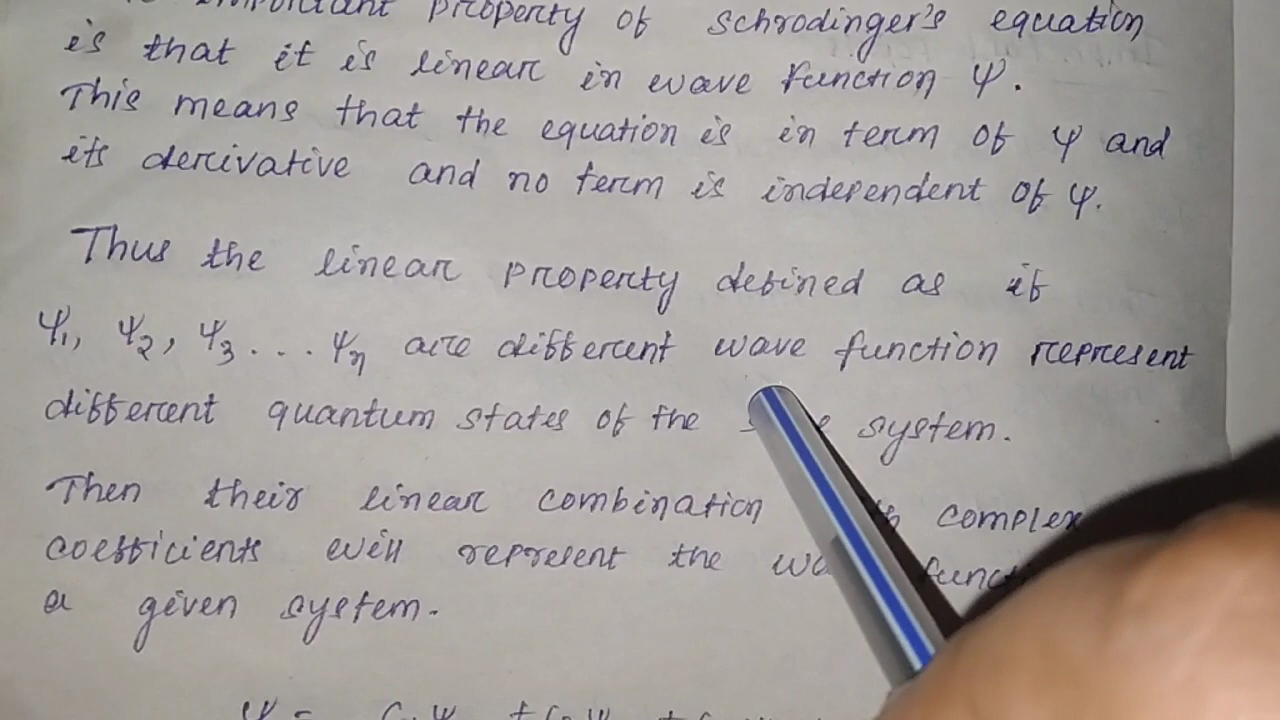 important property of schrodinger's equation
is that it is linear in wave function ψ.
This means that the equation is in term of ψ and
its derivative and no term is independent of ψ.
Thus the linear property defined as if
ψ1, ψ2, ψ3 .... ψn are different wave function represent
different quantum states of the system.
Then their linear combination complex
coefficients will represent the
a given system.
ψ =